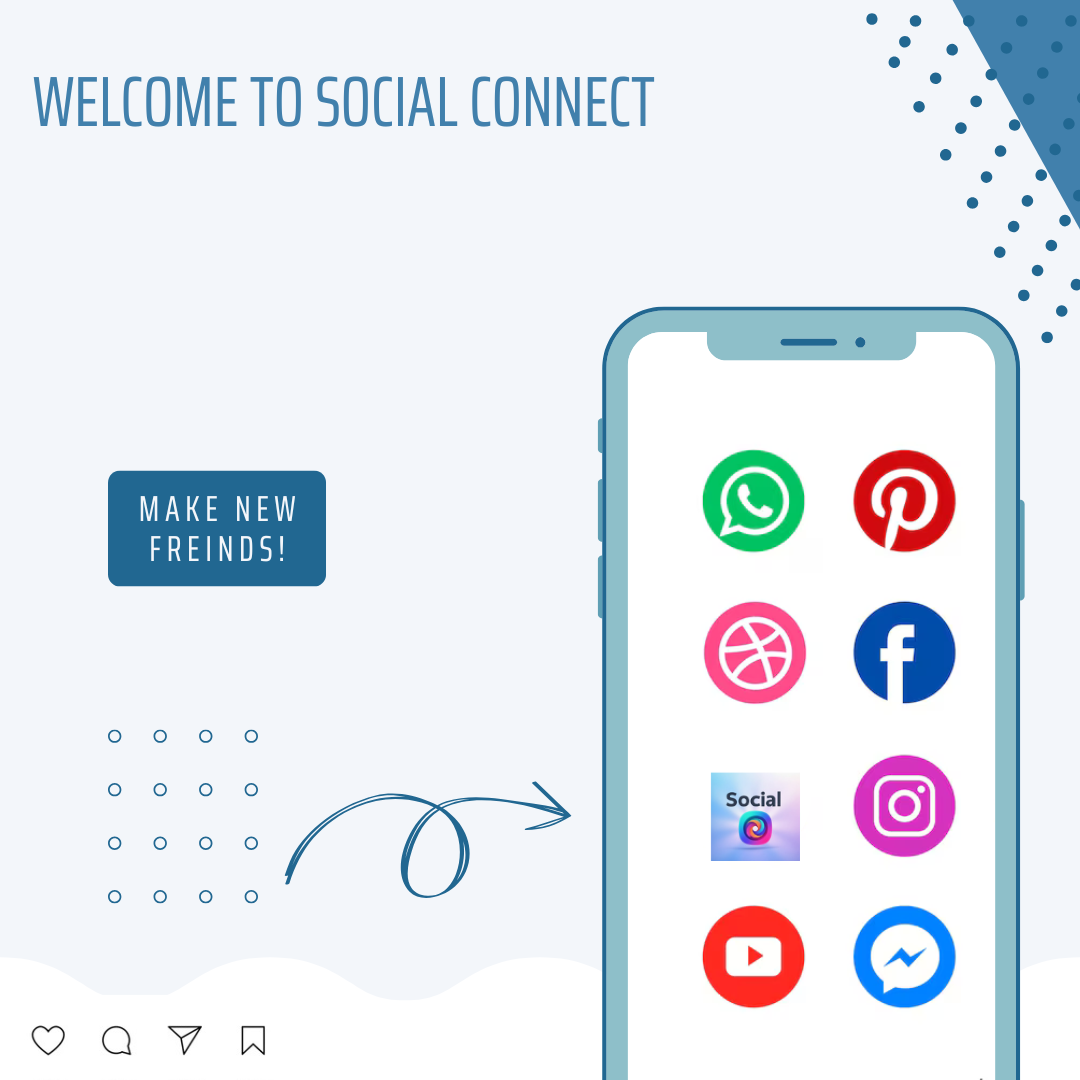 WELCOME TO SOCIAL CONNECT
MAKE NEW
FREINDS!
Social